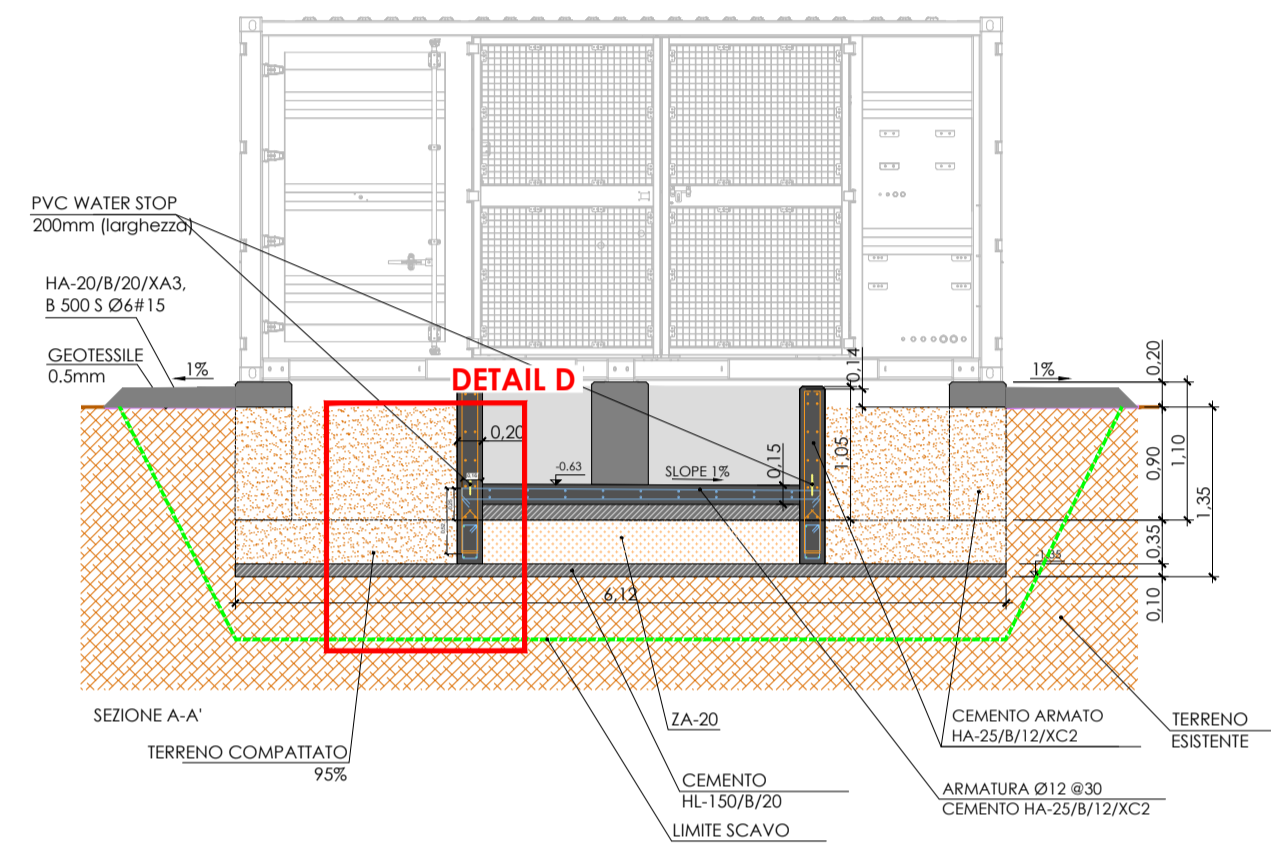 PVC WATER STOP
200mm (larghezza)
HA-20/B/20/XA3,
B 500 S Ø6#15
GEOTESSILE
0.5mm
1%
DETAIL D
0,14
1%
0,20
0,20
-0.63
SLOPE 1%
0,15
1,05
0,90
1,10
1,35
0,35
-1.35
0,10
6,12
SEZIONE A-A'
TERRENO COMPATTATO
95%
ZA-20
CEMENTO
HL-150/B/20
LIMITE SCAVO
CEMENTO ARMATO
HA-25/B/12/XC2
ARMATURA Ø12 @30
CEMENTO HA-25/B/12/XC2
TERRENO
ESISTENTE